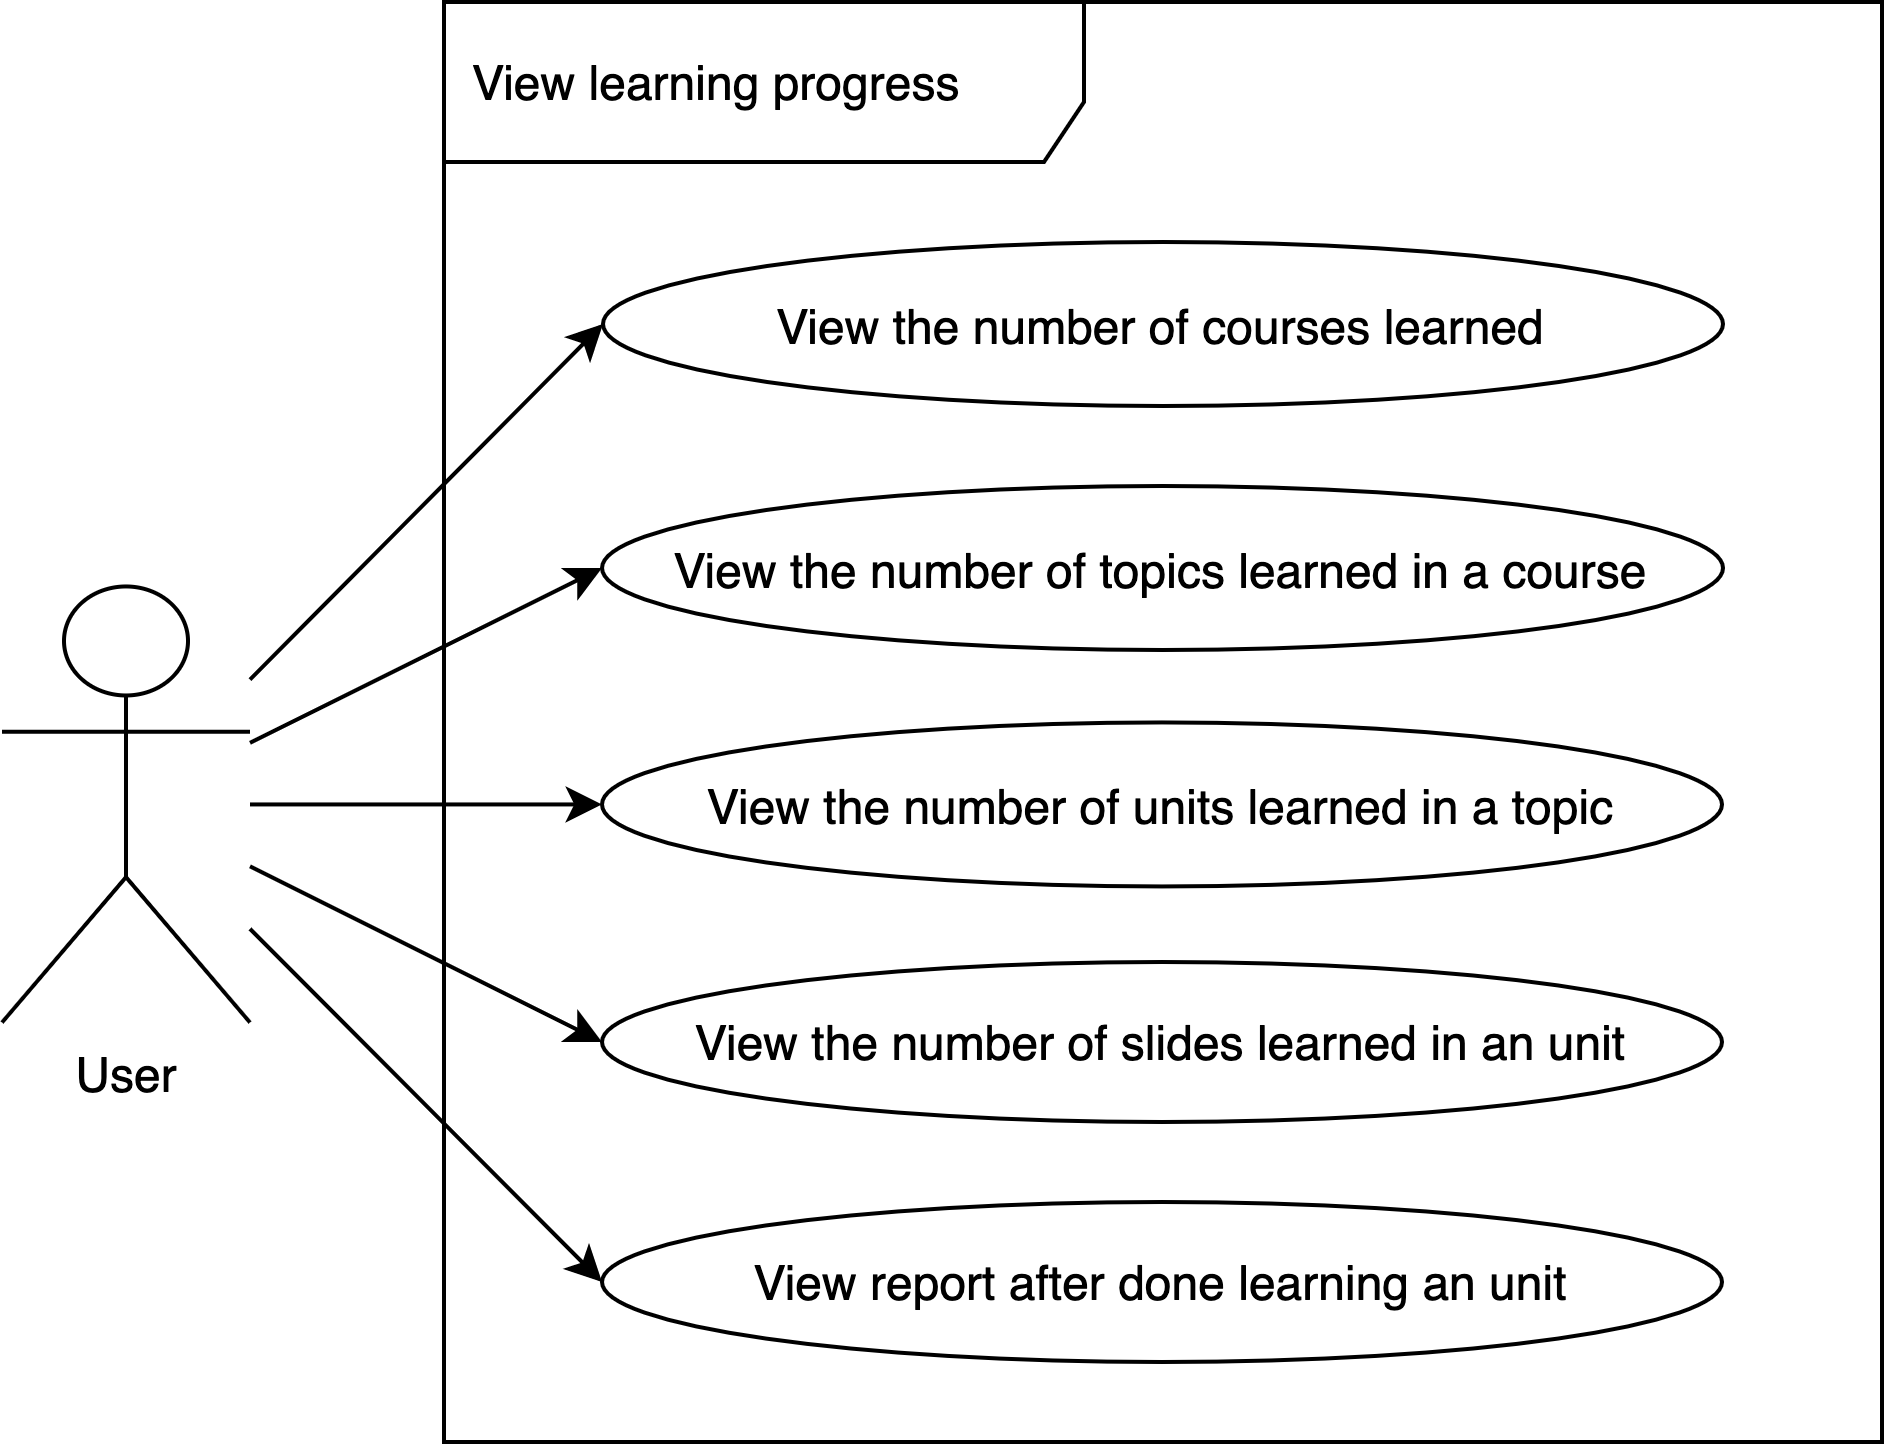 View learning progress
View the number of courses learned
View the number of topics learned in a course
View the number of units learned in a topic
View the number of slides learned in an unit
User
View report after done learning an unit